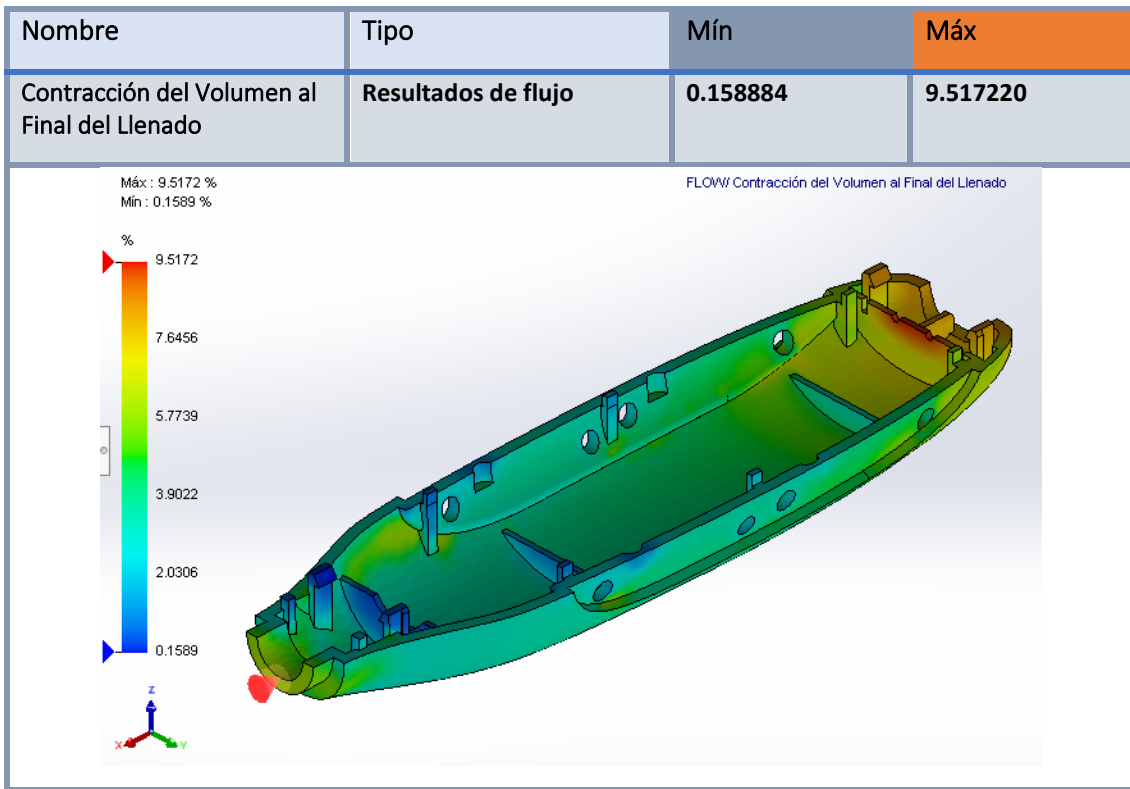 Nombre Tipo Mín Máx
Contracción del Volumen al Final del Llenado Resultados de flujo 0.158884 9.517220
Máx : 9.5172 %
Mín : 0.1589 %
FLOW/ Contracción del Volumen al Final del Llenado
%
9.5172
7.6456
5.7739
3.9022
2.0306
0.1589
Z
X
Y